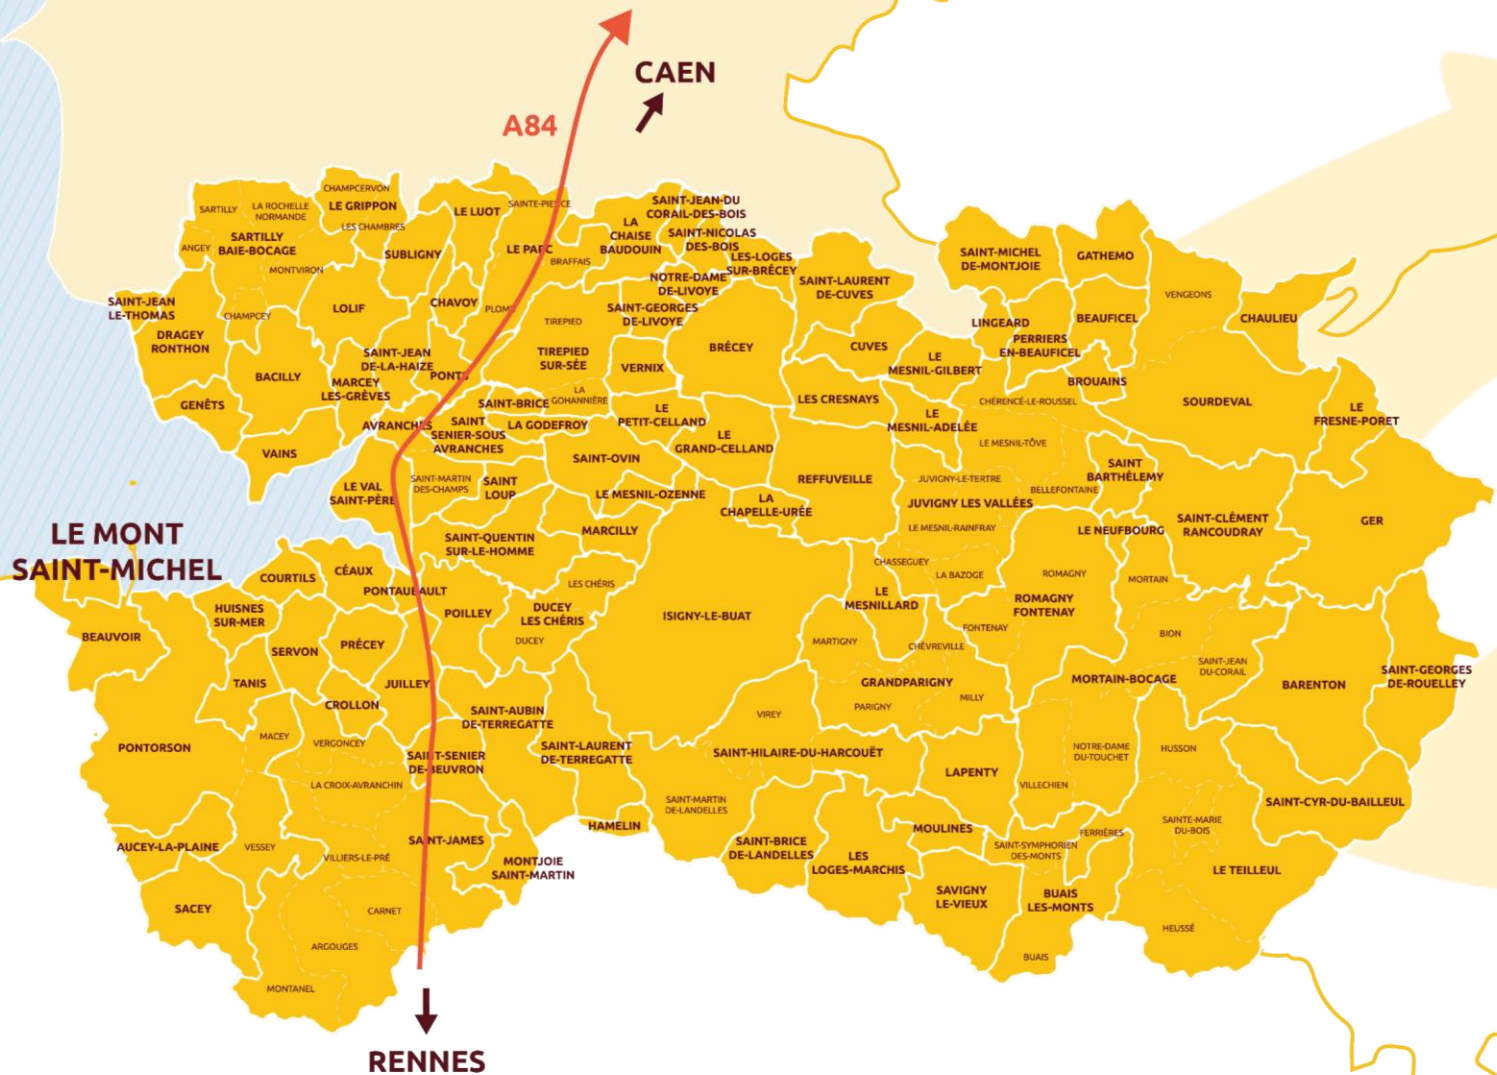 CAEN
A84
CHAMPCERVON
SARTILLY
LA ROCHELLE
NORMANDE
LE GRIPPON
LES CHAMBRES
LE LUOT
SAINTE-PIENCE
SAINT-JEAN-DU
CORAIL-DES-BOIS
LA
CHAISE
BAUDOUIN
SAINT-NICOLAS
DES-BOIS
ANGEY
SARTILLY
BAIE-BOCAGE
SUBLIGNY
LE PARC
BRAFFAIS
LES-LOGES
SUR-BRÉCEY
SAINT-MICHEL
DE-MONTJOIE
GATHEMO
MONTVIRON
NOTRE-DAME
DE-LIVOYE
SAINT-LAURENT
DE-CUVES
VENGEONS
SAINT-JEAN
LE-THOMAS
CHAMPCEY
LOLIF
CHAVOY
PLOMB
TIREPIED
SAINT-GEORGES
DE-LIVOYE
LINGEARD
BEAUFICEL
CHAULIEU
DRAGEY
RONTHON
SAINT-JEAN
DE-LA-HAIZE
TIREPIED
SUR-SÉE
VERNIX
BRÉCEY
CUVES
LE
MESNIL-GILBERT
PERRIERS
EN-BEAUFICEL
BACILLY
MARCEY
LES-GRÈVES
PONTS
BROUAINS
GENÊTS
SAINT-BRICE
LA
GOHANNIÈRE
LES CRESNAYS
CHÉRENCÉ-LE-ROUSSEL
SOURDEVAL
LE
FRESNE-PORET
AVRANCHES
SAINT
SENIER-SOUS
AVRANCHES
LA GODEFROY
LE
PETIT-CELLAND
LE
MESNIL-ADELÉE
VAINS
LE
GRAND-CELLAND
LE MESNIL-TÔVE
SAINT-OVIN
SAINT
BARTHÉLEMY
LE VAL
SAINT-PÈRE
SAINT-MARTIN
DES-CHAMPS
SAINT
LOUP
LE MESNIL-OZENNE
LA
CHAPELLE-URÉE
REFFUVEILLE
JUVIGNY-LE-TERTRE
BELLEFONTAINE
JUVIGNY LES VALLÉES
LE MONT
SAINT-MICHEL
SAINT-QUENTIN
SUR-LE-HOMME
MARCILLY
LE MESNIL-RAINFRAY
LE NEUFBOURG
SAINT-CLÉMENT
RANCOUDRAY
GER
COURTILS
CÉAUX
PONTAUBAULT
LES CHÉRIS
CHASSEGUEY
LA BAZOGE
ROMAGNY
MORTAIN
HUISNES
SUR-MER
POILLEY
DUCEY
LES CHÉRIS
DUCEY
ISIGNY-LE-BUAT
LE
MESNILLARD
ROMAGNY
FONTENAY
BEAUVOIR
SERVON
PRÉCEY
MARTIGNY
CHÈVREVILLE
FONTENAY
BION
TANIS
JUILLEY
GRANDPARIGNY
MORTAIN-BOCAGE
SAINT-JEAN
DU-CORAIL
BARENTON
SAINT-GEORGES
DE-ROUELLEY
CROLLON
SAINT-AUBIN
DE-TERREGATTE
VIREY
PARIGNY
MILLY
PONTORSON
MACEY
VERGONCEY
SAINT-SENIER
DE-BEUVRON
SAINT-LAURENT
DE-TERREGATTE
SAINT-HILAIRE-DU-HARCOUËT
NOTRE-DAME
DU-TOUCHET
HUSSON
LA CROIX-AVRANCHIN
LAPENTY
VILLECHIEN
SAINT-MARTIN
DE-LANDELLES
SAINT-CYR-DU-BAILLEUL
HAMELIN
MOULINES
FERRIÈRES
SAINTE-MARIE
DU-BOIS
AUCEY-LA-PLAINE
VESSEY
VILLIERS-LE-PRÉ
SAINT-JAMES
SAINT-BRICE
DE-LANDELLES
LES
LOGES-MARCHIS
SAINT-SYMPHORIEN
DES-MONTS
MONTJOIE
SAINT-MARTIN
LE TEILLEUL
SACEY
CARNET
SAVIGNY
LE-VIEUX
BUAIS
LES-MONTS
ARGOUGES
HEUSSÉ
BUAIS
MONTANEL
RENNES